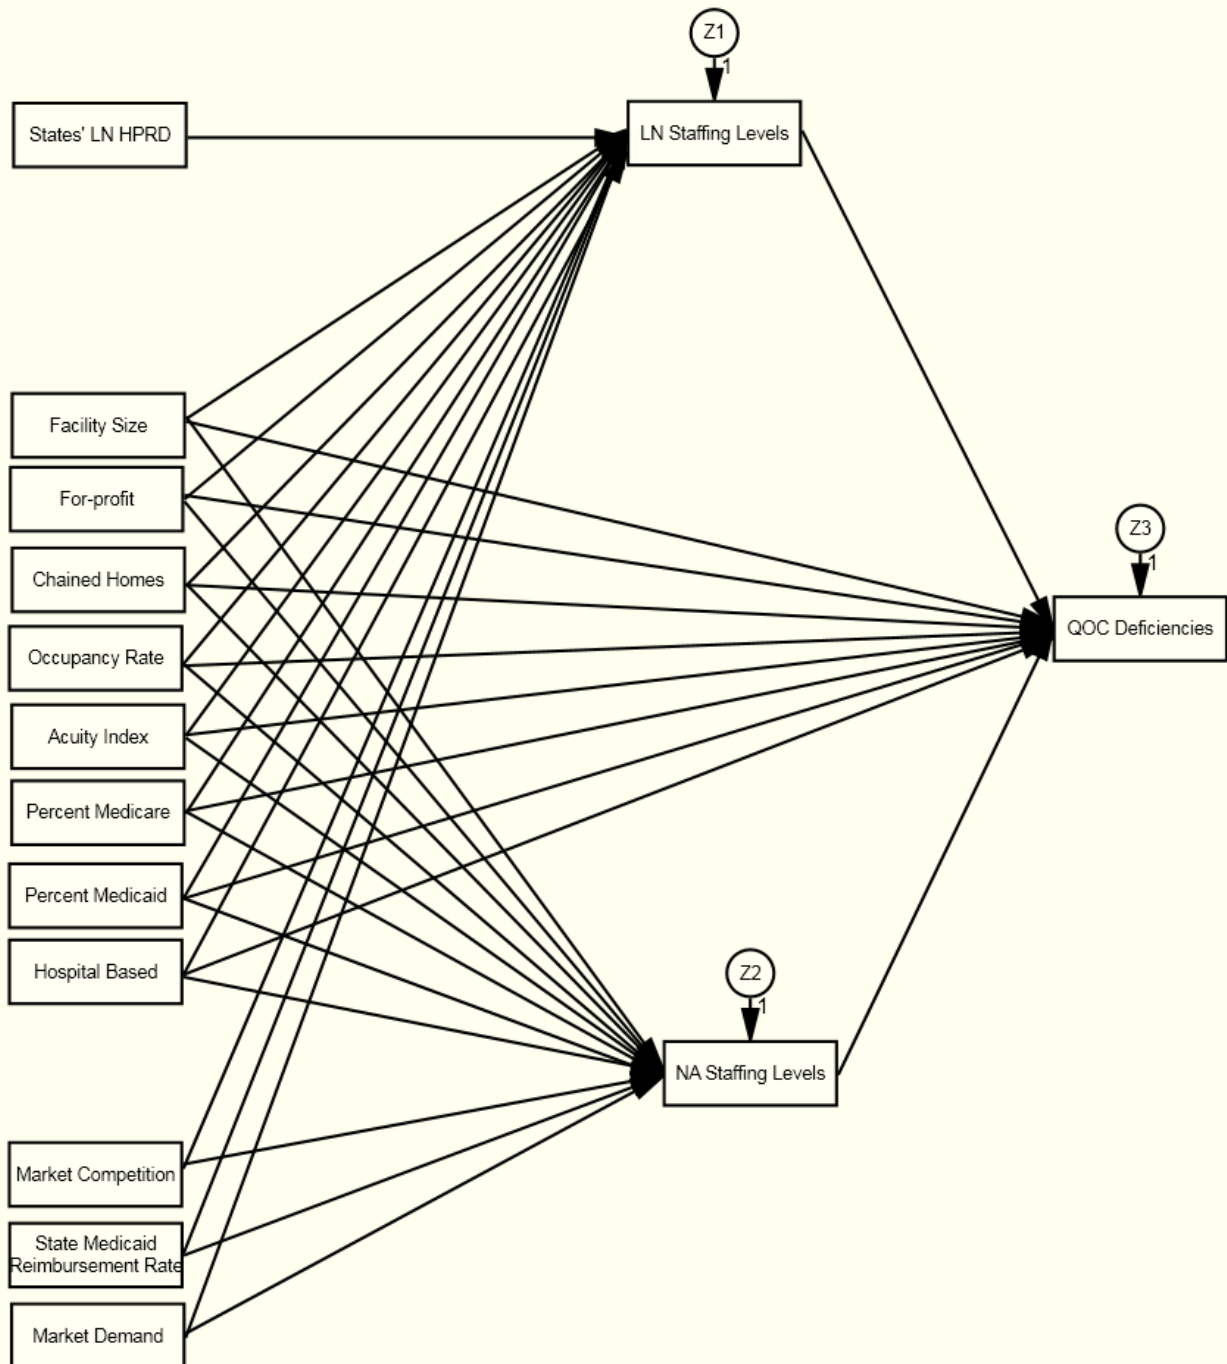 Z1
1
States' LN HPRD
LN Staffing Levels
Facility Size
For-profit
Z3
1
Chained Homes
QOC Deficiencies
Occupancy Rate
Acuity Index
Percent Medicare
Percent Medicaid
Hospital Based
Z2
1
NA Staffing Levels
Market Competition
State Medicaid
Reimbursement Rate
Market Demand